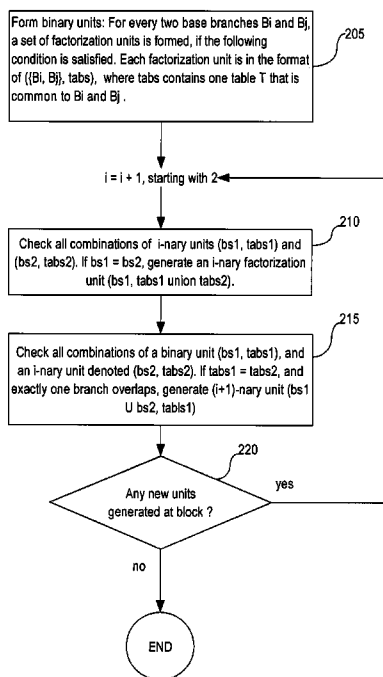 Form binary units: For every two base branches Bi and Bj,
a set of factorization units is formed, if the following
condition is satisfied. Each factorization unit is in the format
of ({Bi, Bj}, tabs), where tabs contains one table T that is
common to Bi and Bj .
205
i = i + 1, starting with 2
210
Check all combinations of i-nary units (bs1, tabs1) and
(bs2, tabs2). If bs1 = bs2, generate an i-nary factorization
unit (bs1, tabs1 union tabs2).
215
Check all combinations of a binary unit (bs1, tabs1), and
an i-nary unit denoted (bs2, tabs2). If tabs1 = tabs2, and
exactly one branch overlaps, generate (i+1)-nary unit (bs1
U bs2, tabls1)
220
Any new units
generated at block ?
yes
no
END